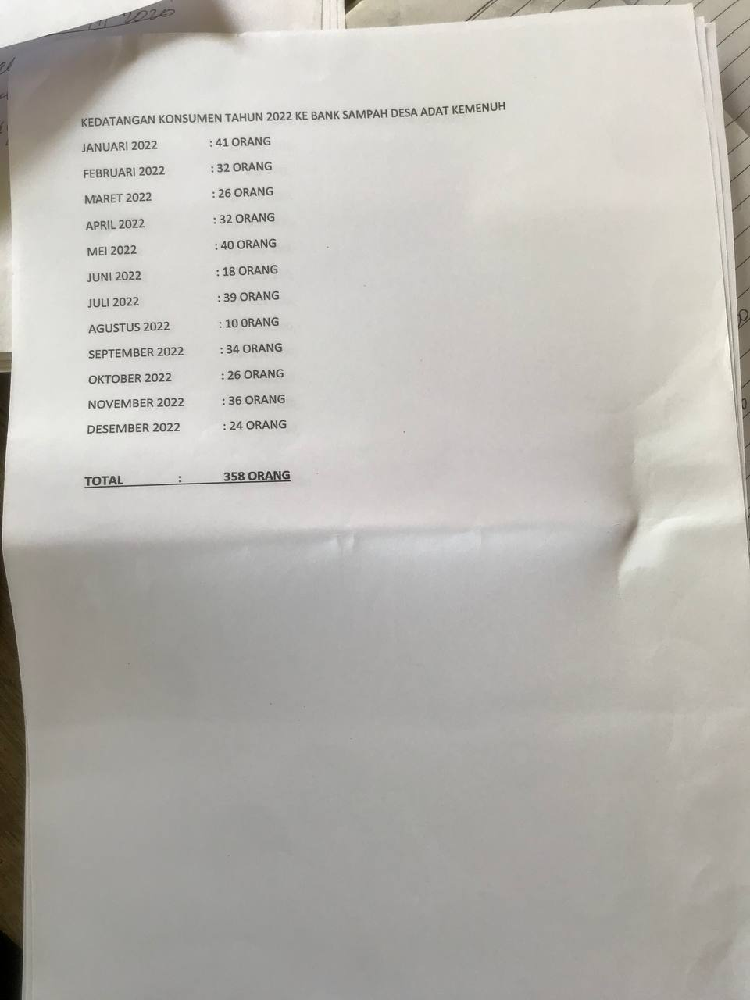 2020
KEDATANGAN KONSUMEN TAHUN 2022 KE BANK SAMPAH DESA ADAT KEMENUH
JANUARI 2022 : 41 ORANG
FEBRUARI 2022 : 32 ORANG
MARET 2022 : 26 ORANG
APRIL 2022 : 32 ORANG
MEI 2022 : 40 ORANG
JUNI 2022 : 18 ORANG
JULI 2022 : 39 ORANG
AGUSTUS 2022 : 10 0RANG
SEPTEMBER 2022 : 34 ORANG
OKTOBER 2022 : 26 ORANG
NOVEMBER 2022 : 36 ORANG
DESEMBER 2022 : 24 ORANG
TOTAL : 358 ORANG